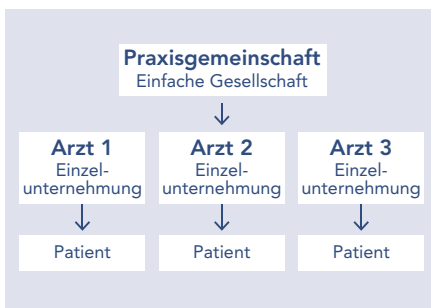 Praxisgemeinschaft
Einfache Gesellschaft
Arzt 1
Einzel-
unternehmung
Arzt 2
Einzel-
unternehmung
Arzt 3
Einzel-
unternehmung
Patient
Patient
Patient